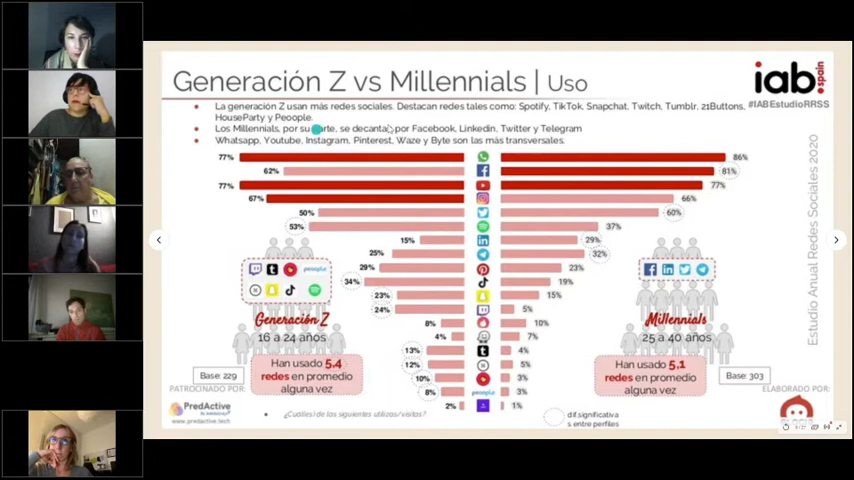 Generación Z vs Millennials | Uso
iab:
spain
La generación Z usan más redes sociales. Destacan redes tales como: Spotify, TikTok, Snapchat, Twitch, Tumblr, 21Buttons,
HouseParty y Peoople.
#IABEstudioRRSS
Los Millennials, por su parte, se decantan por Facebook, Linkedin, Twitter y Telegram
Whatsapp, Youtube, Instagram, Pinterest, Waze y Byte son las más transversales.
77% 86%
62% 81%
77% 77%
67% 66%
50% 60%
53% 37%
15% 29%
25% 32%
29% 23%
34% 19%
23% 15%
24% 5%
8% 10%
4% 7%
13% 4%
12% 5%
10% 3%
8% peoople 3%
2% 1%
peoople
Generación Z
16 a 24 años
Han usado 5,4
redes en promedio
alguna vez
Base: 229
Millennials
25 a 40 años
Han usado 5,1
redes en promedio
alguna vez
Base: 303
Estudio Anual Redes Sociales 2020
PATROCINADO POR:
PredActive
www.predactive.tech
¿Cuál(es) de las siguientes utilizas/visitas?
dif.significativa
s entre perfiles
ELABORADO POR: